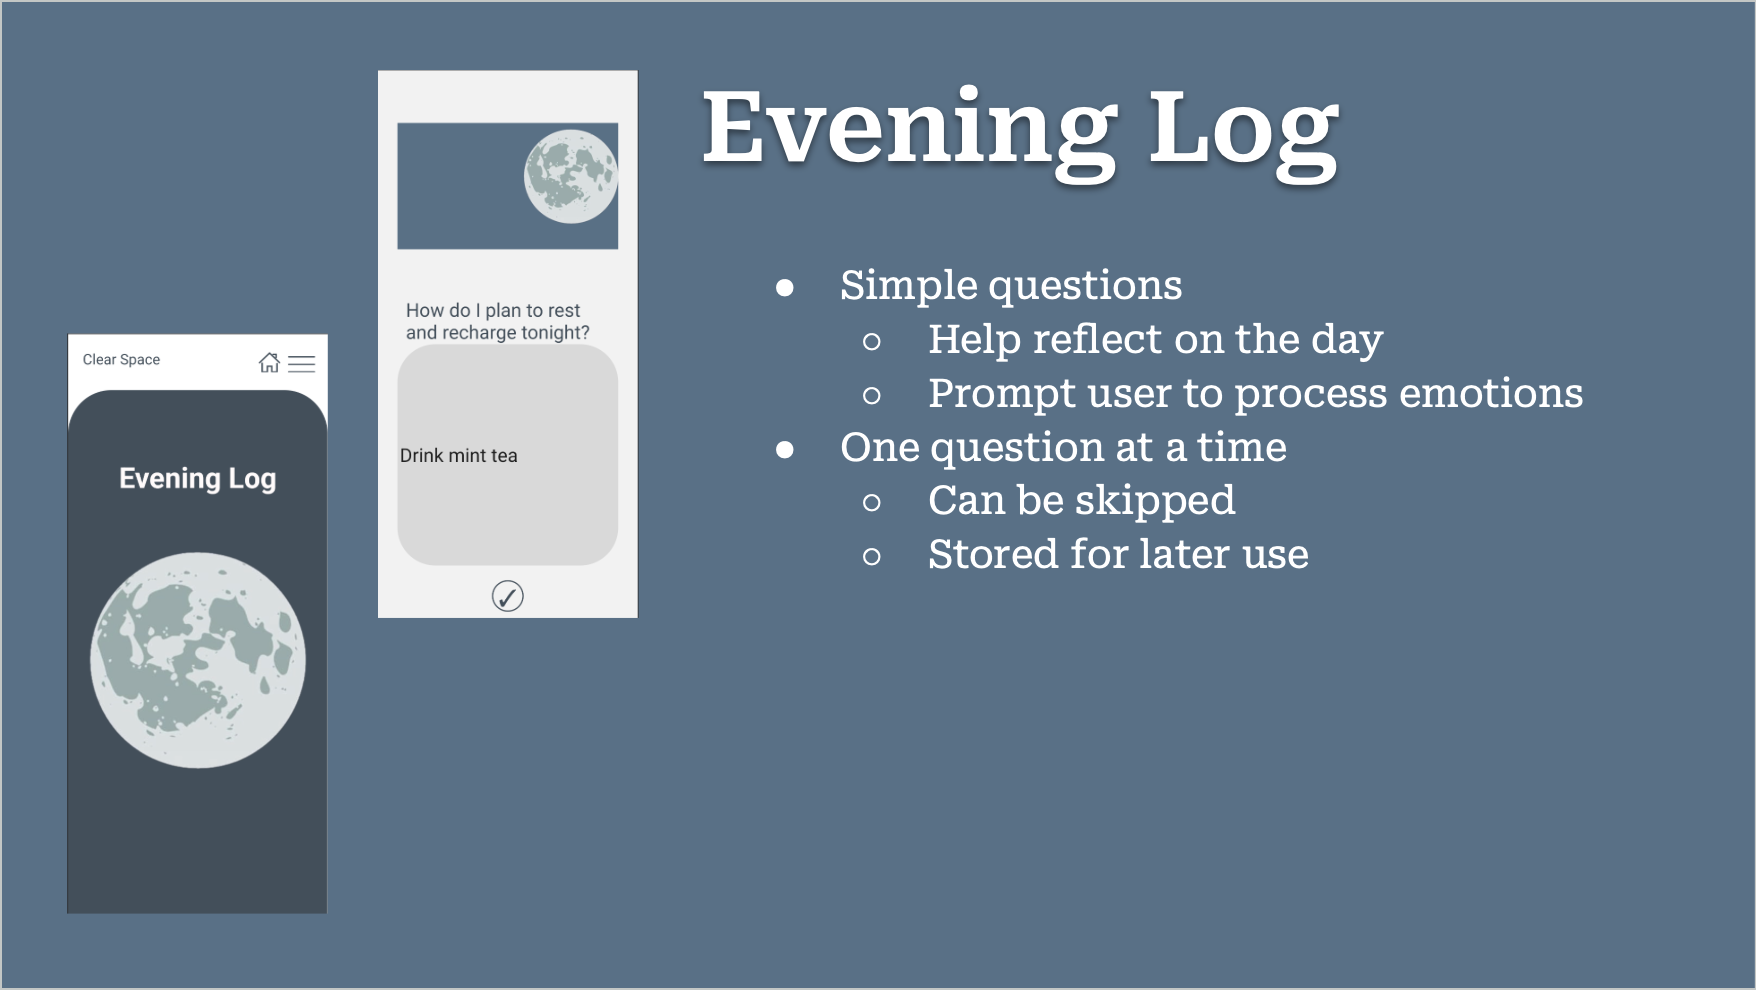 Evening Log
● Simple questions
○ Help reflect on the day
○ Prompt user to process emotions
● One question at a time
○ Can be skipped
○ Stored for later use
How do I plan to rest
and recharge tonight?
Drink mint tea
Clear Space
Evening Log